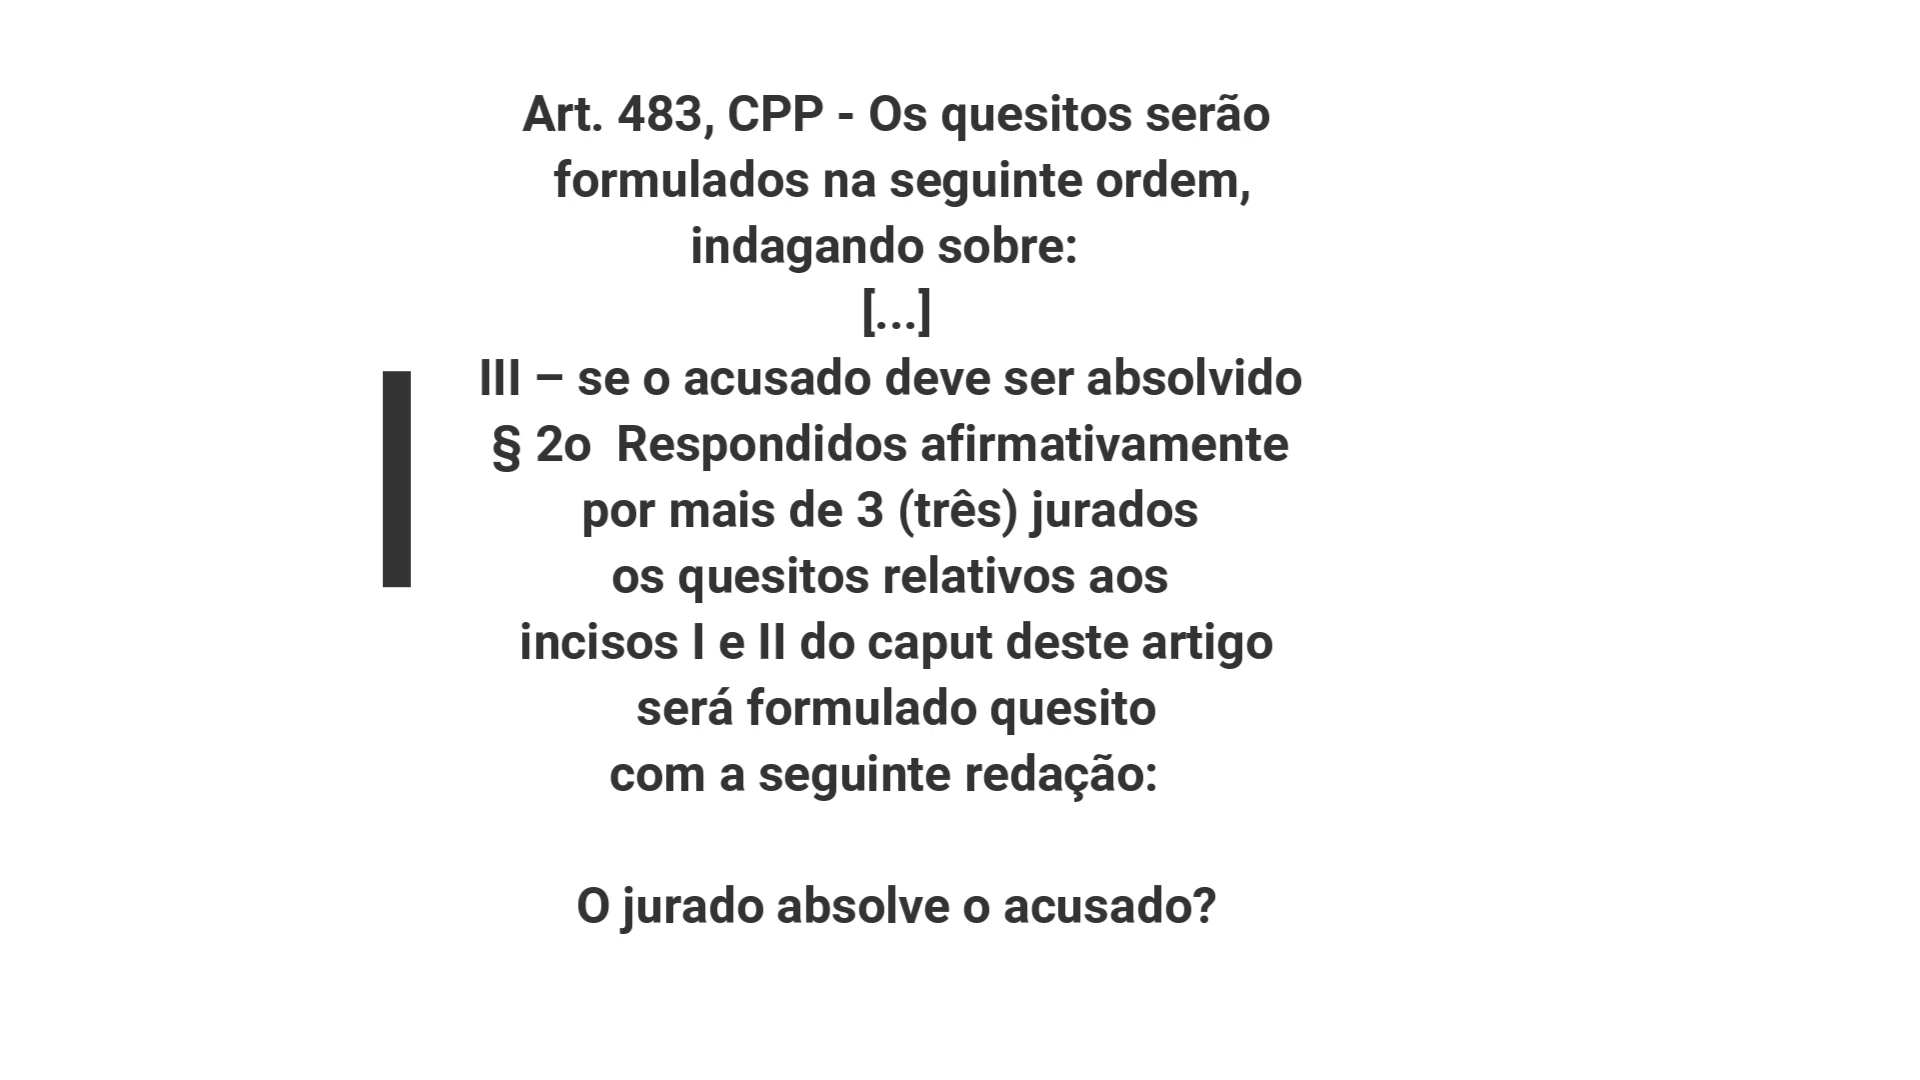 Art. 483, CPP - Os quesitos serão
formulados na seguinte ordem,
indagando sobre:
[...]
III – se o acusado deve ser absolvido
§ 2o  Respondidos afirmativamente
por mais de 3 (três) jurados
os quesitos relativos aos
incisos I e II do caput deste artigo
será formulado quesito
com a seguinte redação:
O jurado absolve o acusado?